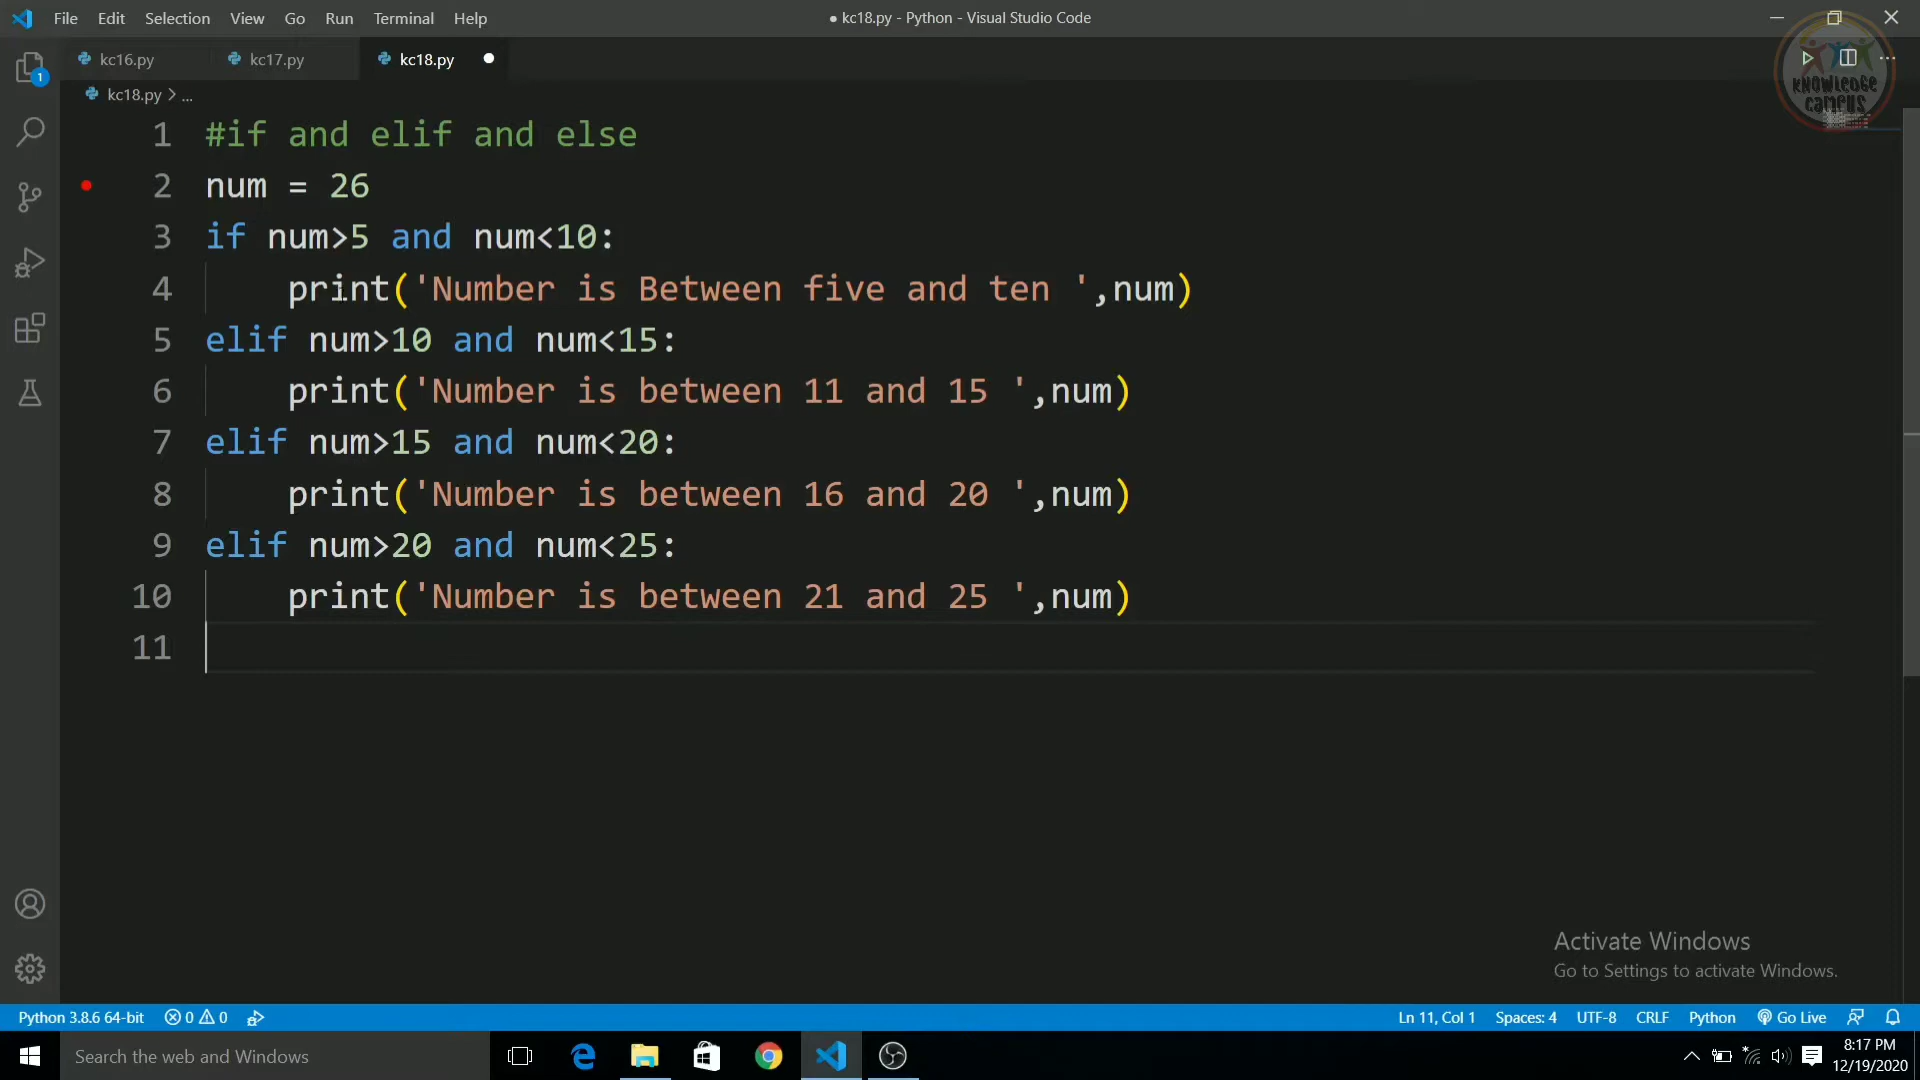 File Edit Selection View Go Run Terminal Help
● kc18.py - Python - Visual Studio Code
kc16.py kc17.py kc18.py
KNOWLEDGE
CAMPUS
1
kc18.py > ...
1 #if and elif and else
2 num = 26
3 if num>5 and num<10:
4 print('Number is Between five and ten ',num)
5 elif num>10 and num<15:
6 print('Number is between 11 and 15 ',num)
7 elif num>15 and num<20:
8 print('Number is between 16 and 20 ',num)
9 elif num>20 and num<25:
10 print('Number is between 21 and 25 ',num)
11
Activate Windows
Go to Settings to activate Windows.
Python 3.8.6 64-bit 0 0 Ln 11, Col 1 Spaces: 4 UTF-8 CRLF Python Go Live
Search the web and Windows
8:17 PM
12/19/2020